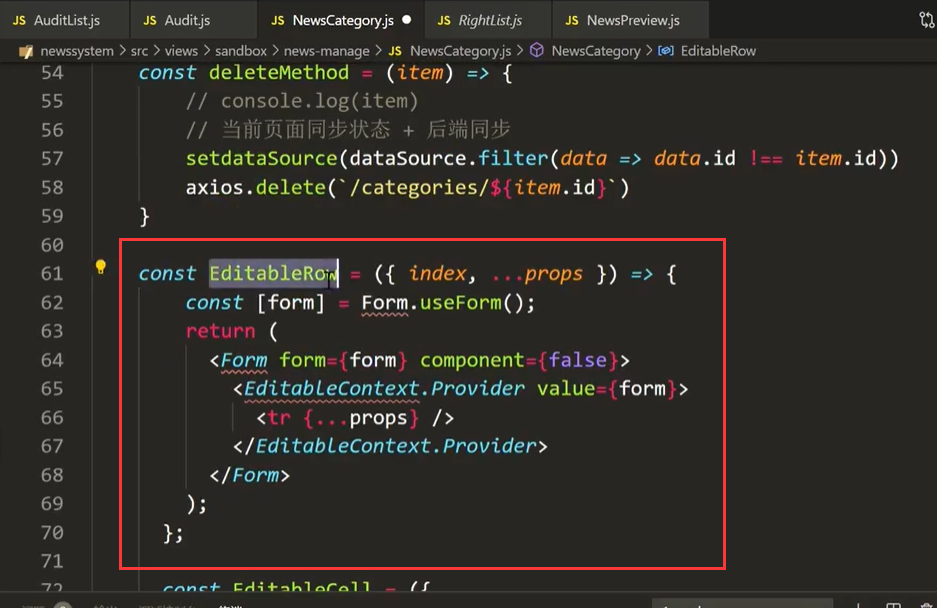 JS AuditList.js JS Audit.js JS NewsCategory.js JS RightList.js JS NewsPreview.js
newssystem > src > views > sandbox > news-manage > JS NewsCategory.js > NewsCategory > EditableRow
54 const deleteMethod = (item) => {
55 // console.log(item)
56 // 当前页面同步状态 + 后端同步
57 setdataSource(dataSource.filter(data => data.id !== item.id))
58 axios.delete(`/categories/${item.id}`)
59 }
60
61 const EditableRow = ({ index, ...props }) => {
62 const [form] = Form.useForm();
63 return (
64 <Form form={form} component={false}>
65 <EditableContext.Provider value={form}>
66 <tr {...props} />
67 </EditableContext.Provider>
68 </Form>
69 );
70 };
71
72 const EditableCell = ({